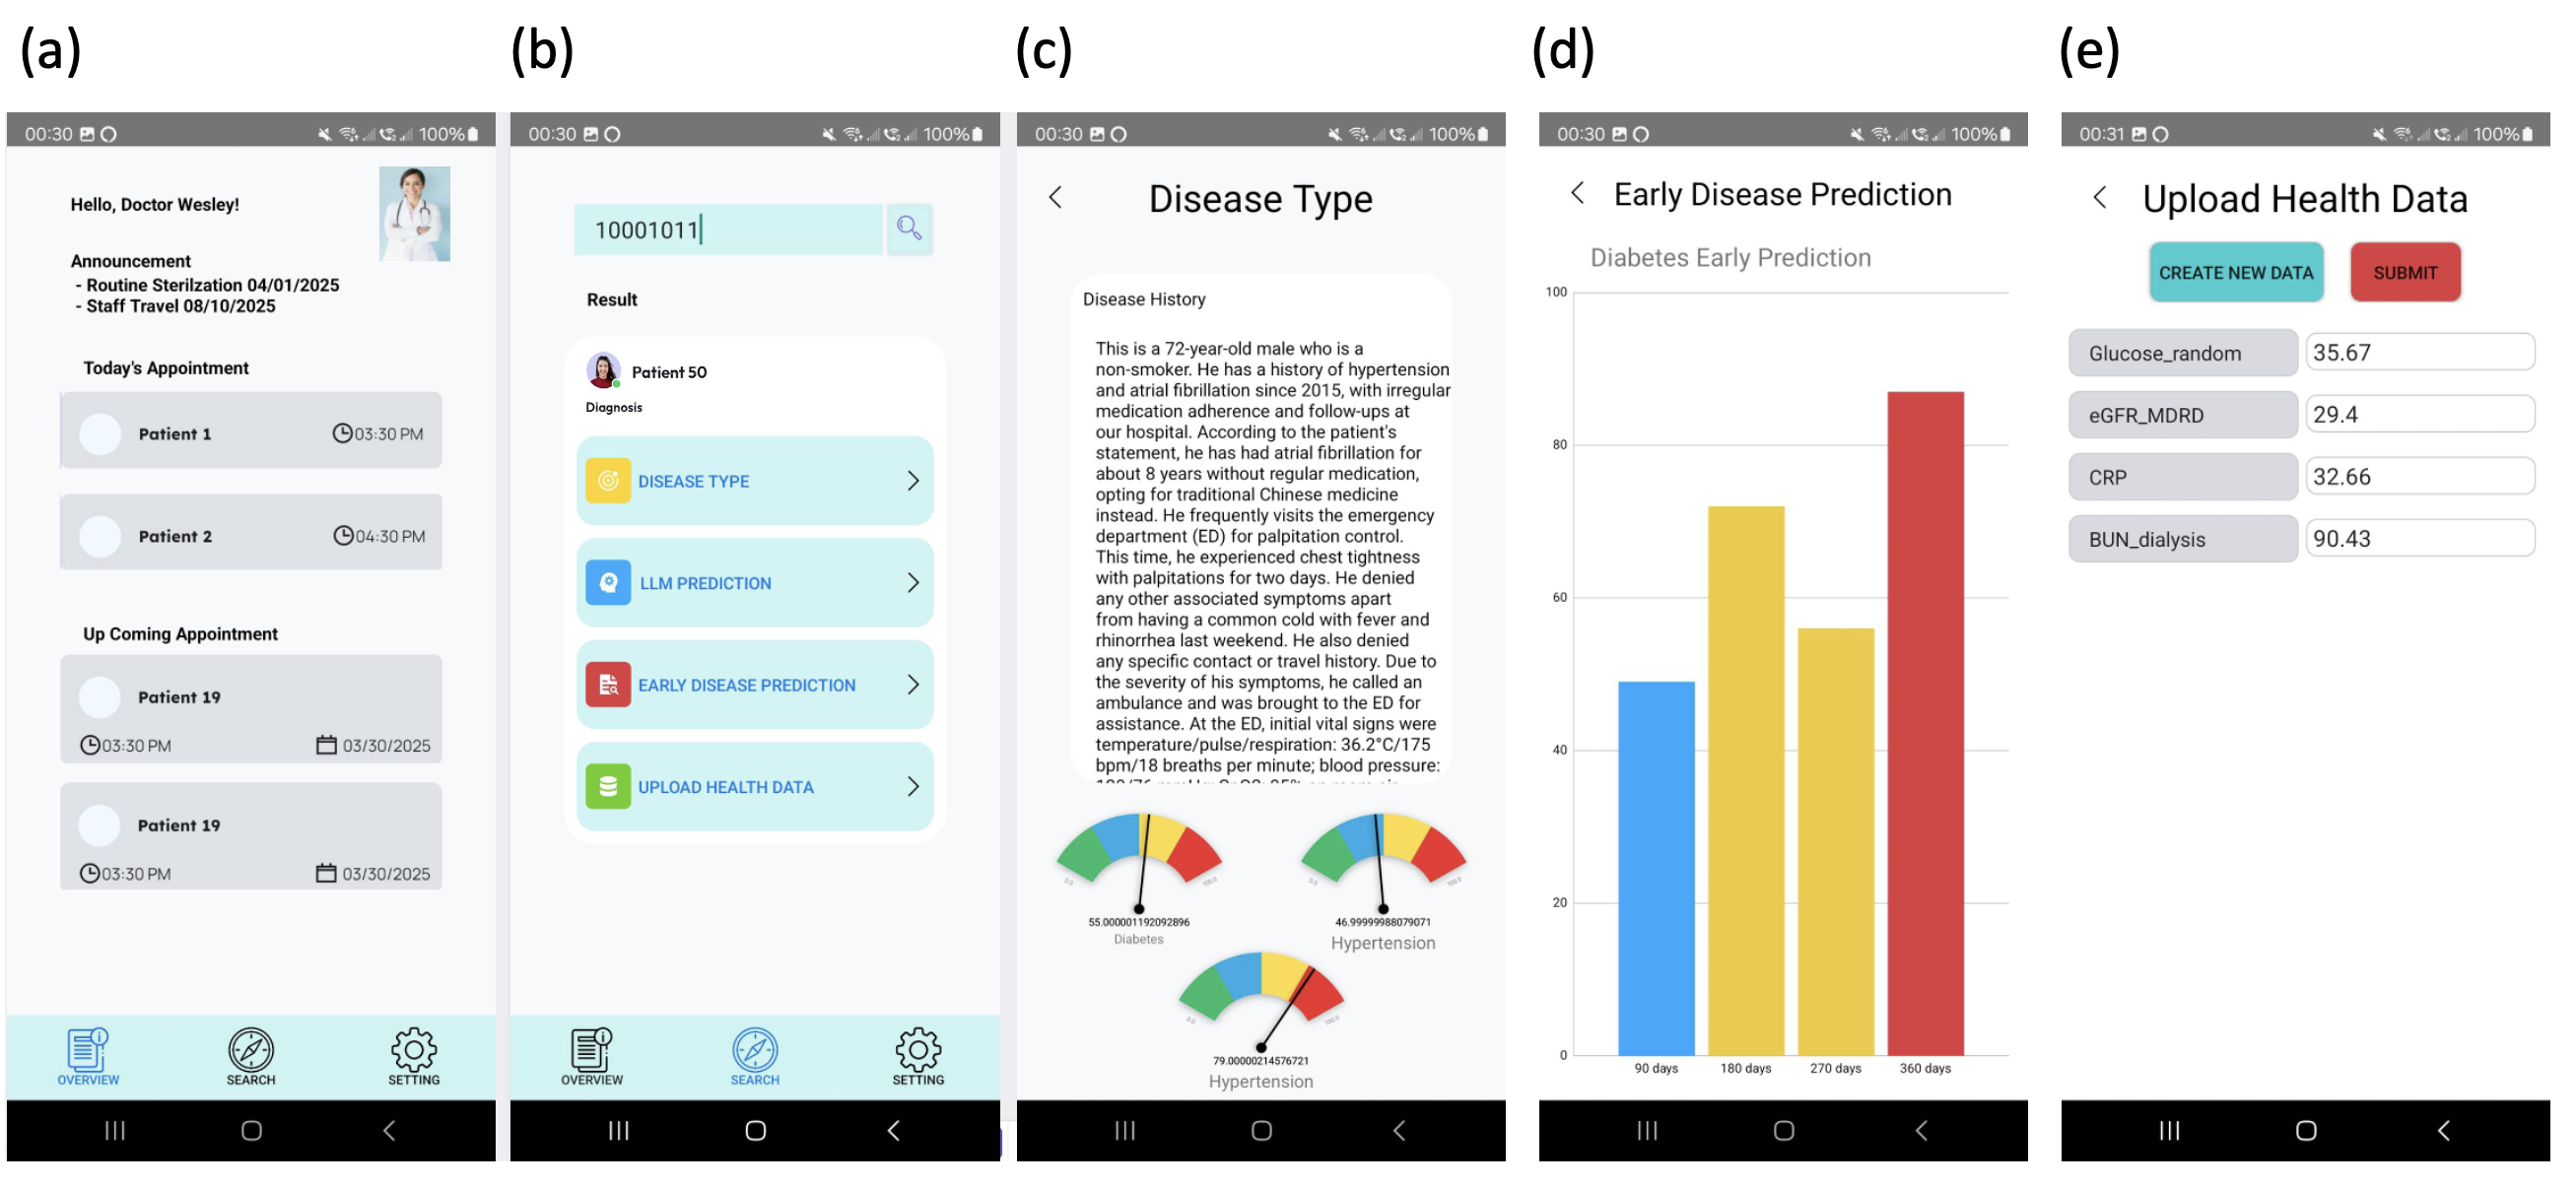 (a)
00:30 100%
Hello, Doctor Wesley!
Announcement
- Routine Sterilzation 04/01/2025
- Staff Travel 08/10/2025
Today's Appointment
Patient 1 03:30 PM
Patient 2 04:30 PM
Up Coming Appointment
Patient 19
03:30 PM 03/30/2025
Patient 19
03:30 PM 03/30/2025
OVERVIEW SEARCH SETTING
(b)
00:30 100%
10001011
Result
Patient 50
Diagnosis
DISEASE TYPE
LLM PREDICTION
EARLY DISEASE PREDICTION
UPLOAD HEALTH DATA
OVERVIEW SEARCH SETTING
(c)
00:30 100%
Disease Type
Disease History
This is a 72-year-old male who is a
non-smoker. He has a history of hypertension
and atrial fibrillation since 2015, with irregular
medication adherence and follow-ups at
our hospital. According to the patient's
statement, he has had atrial fibrillation for
about 8 years without regular medication,
opting for traditional Chinese medicine
instead. He frequently visits the emergency
department (ED) for palpitation control.
This time, he experienced chest tightness
with palpitations for two days. He denied
any other associated symptoms apart
from having a common cold with fever and
rhinorrhea last weekend. He also denied
any specific contact or travel history. Due to
the severity of his symptoms, he called an
ambulance and was brought to the ED for
assistance. At the ED, initial vital signs were
temperature/pulse/respiration: 36.2°C/175
bpm/18 breaths per minute; blood pressure:
0.0 100.0
55.000001192092896
Diabetes
0.0 100.0
46.99999988079071
Hypertension
0.0 100.0
79.00000214576721
Hypertension
(d)
00:30 100%
Early Disease Prediction
Diabetes Early Prediction
100
80
60
40
20
0
90 days 180 days 270 days 360 days
(e)
00:31 100%
Upload Health Data
CREATE NEW DATA SUBMIT
Glucose_random 35.67
eGFR_MDRD 29.4
CRP 32.66
BUN_dialysis 90.43